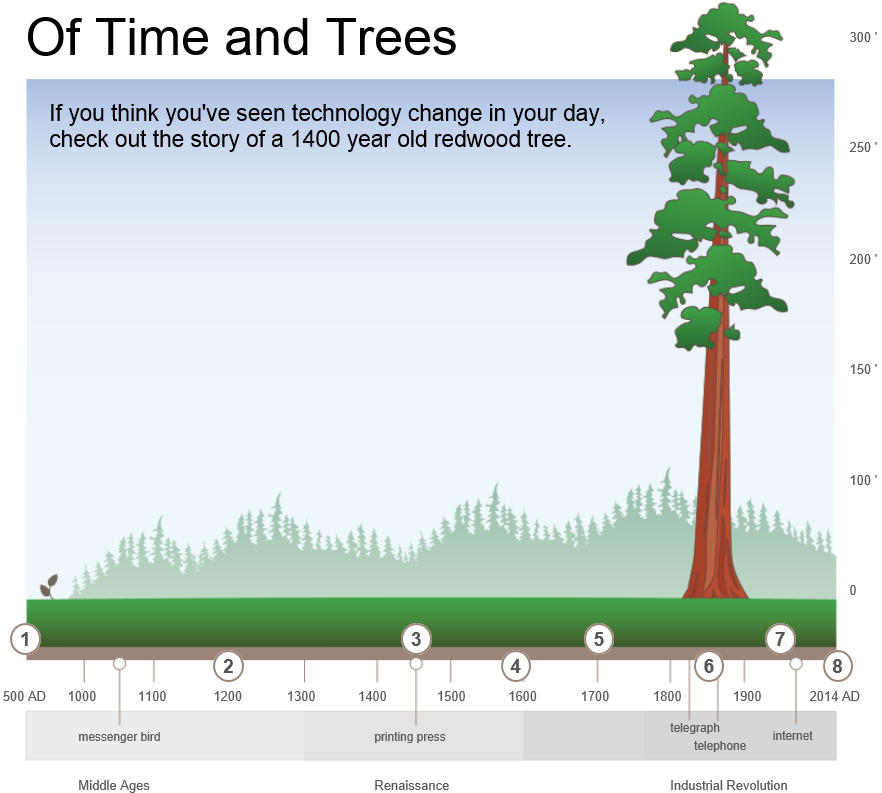 Of Time and Trees
300 '
If you think you've seen technology change in your day,
check out the story of a 1400 year old redwood tree.
250 '
200 '
150 '
100 '
0
1
3
5
7
2
4
6
8
500 AD 1000 1100 1200 1300 1400 1500 1600 1700 1800 1900 2014 AD
messenger bird
printing press
telegraph
telephone
internet
Middle Ages
Renaissance
Industrial Revolution